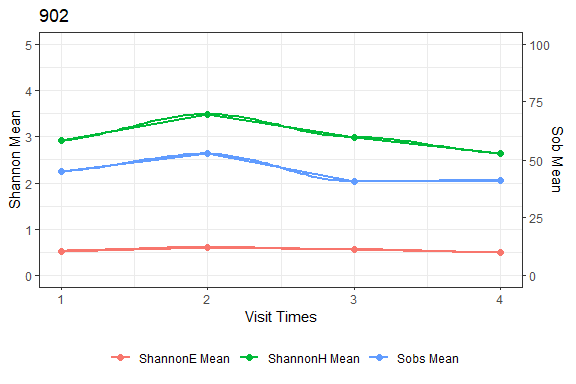 902
5
4
3
2
1
0
Shannon Mean
100
75
50
25
0
Sob Mean
1 2 3 4
Visit Times
ShannonE Mean ShannonH Mean Sobs Mean